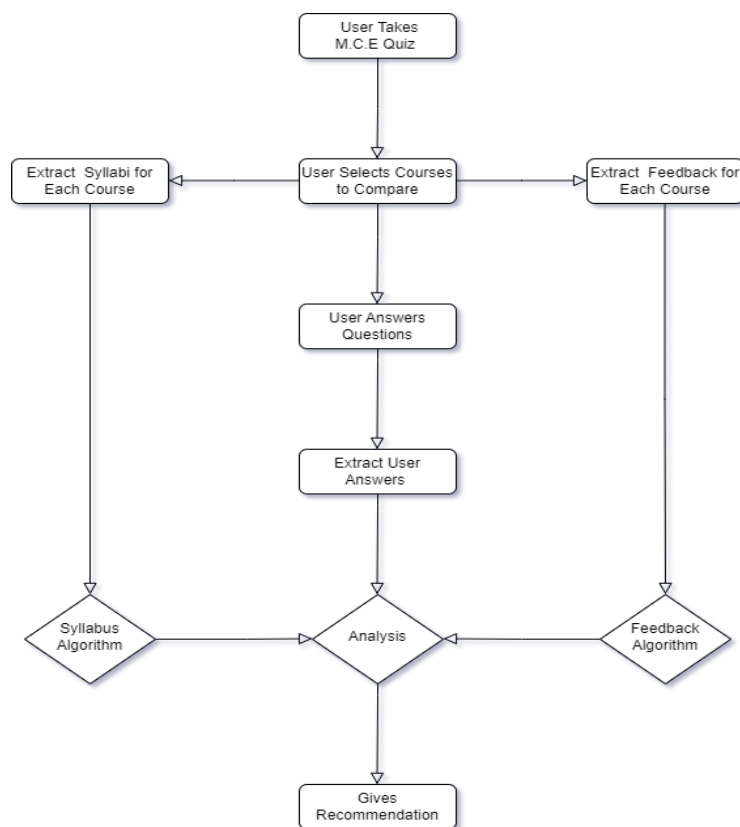 User Takes
M.C.E Quiz
Extract Syllabi for
Each Course
User Selects Courses
to Compare
Extract Feedback for
Each Course
User Answers
Questions
Extract User
Answers
Syllabus
Algorithm
Analysis
Feedback
Algorithm
Gives
Recommendation